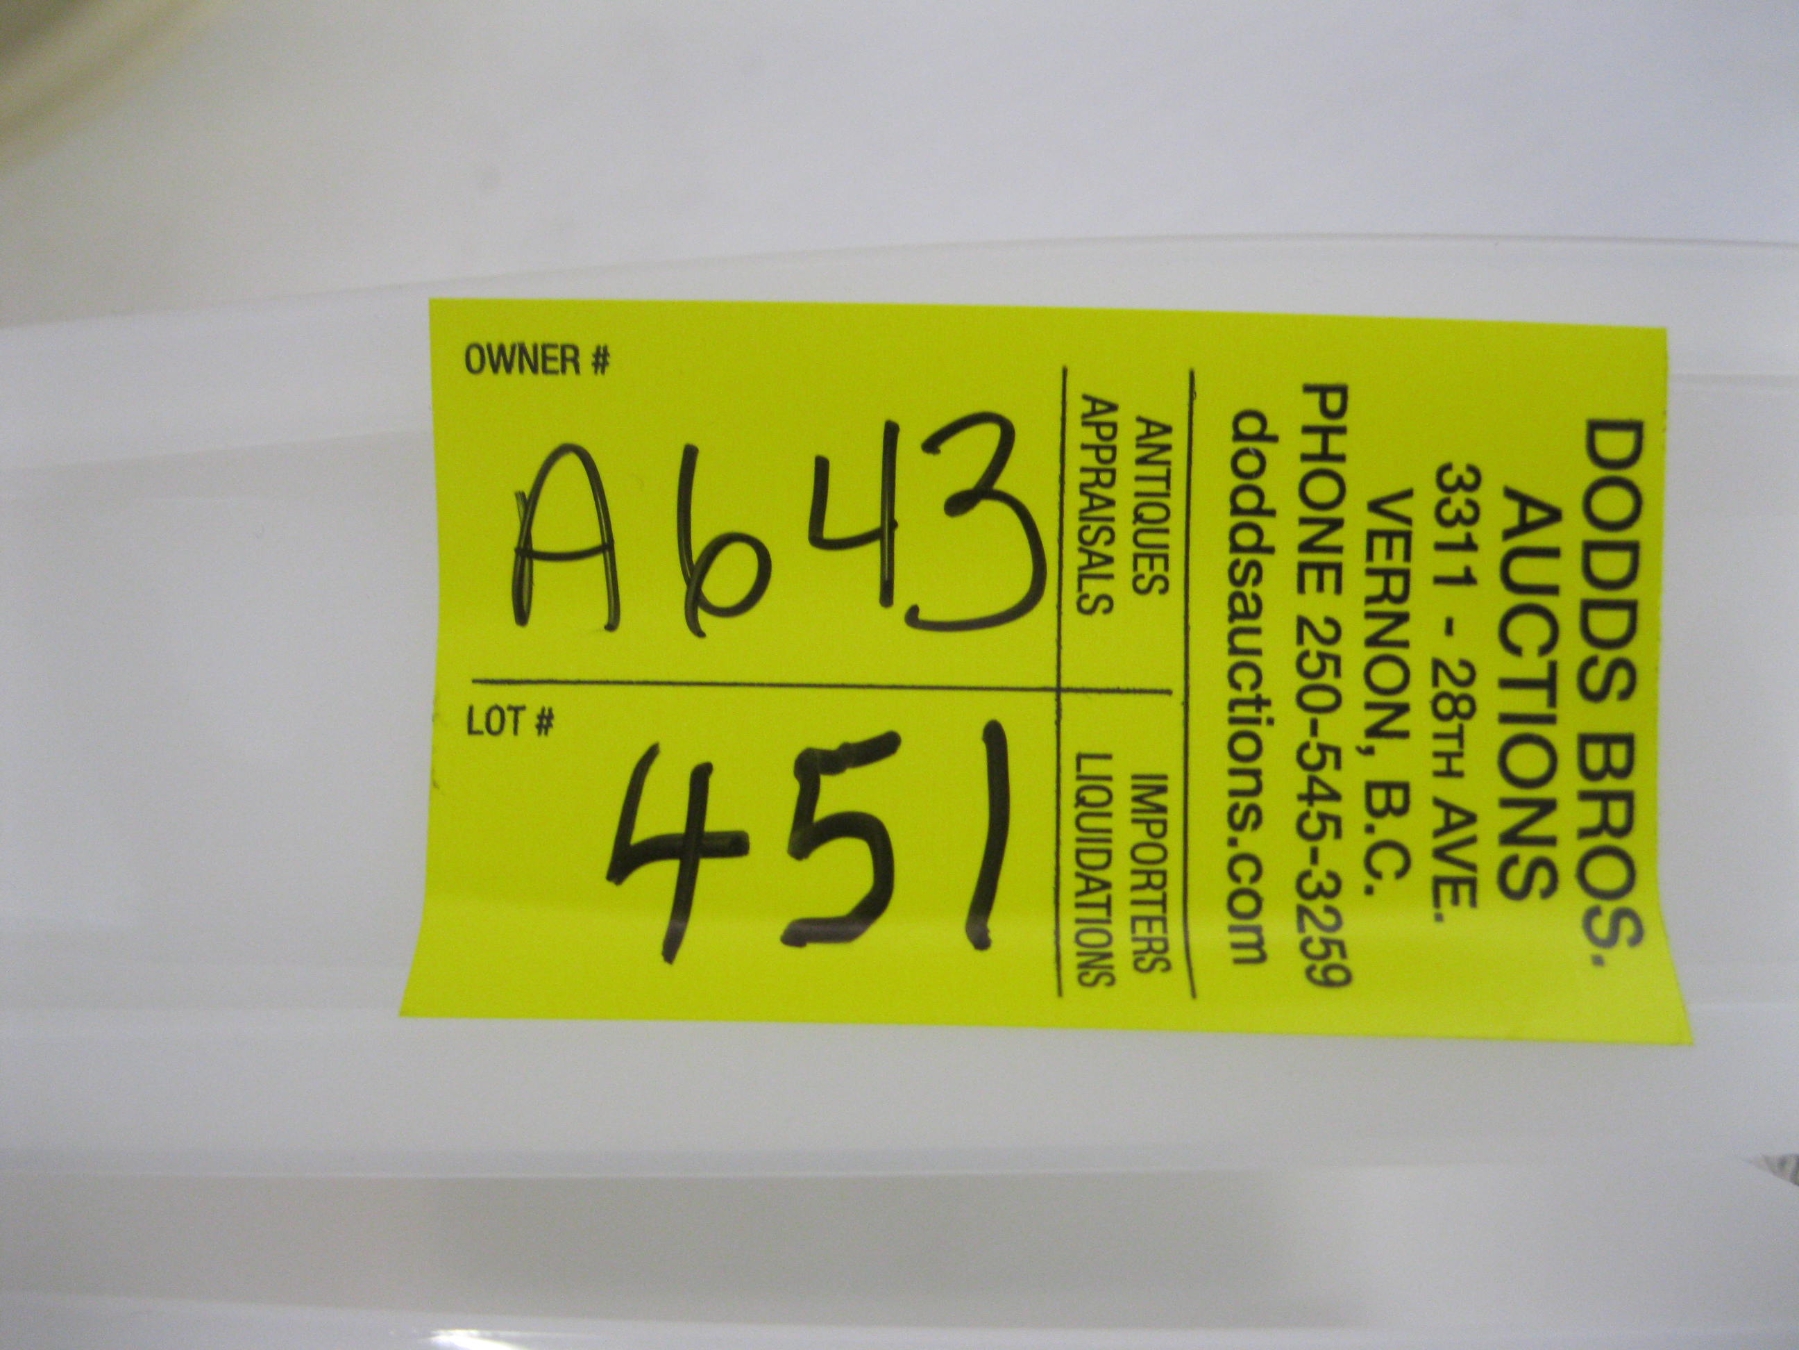 DODDS BROS.
AUCTIONS
3311 - 28TH AVE.
VERNON, B.C.
PHONE 250-545-3259
doddsauctions.com
ANTIQUES
APPRAISALS
IMPORTERS
LIQUIDATIONS
OWNER #
A643
LOT #
451